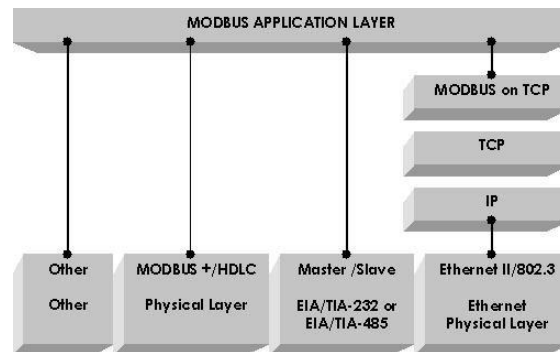 MODBUS APPLICATION LAYER
MODBUS on TCP
TCP
IP
Other
Other
MODBUS +/HDLC
Physical Layer
Master /Slave
EIA/TIA-232 or
EIA/TIA-485
Ethernet II/802.3
Ethernet
Physical Layer